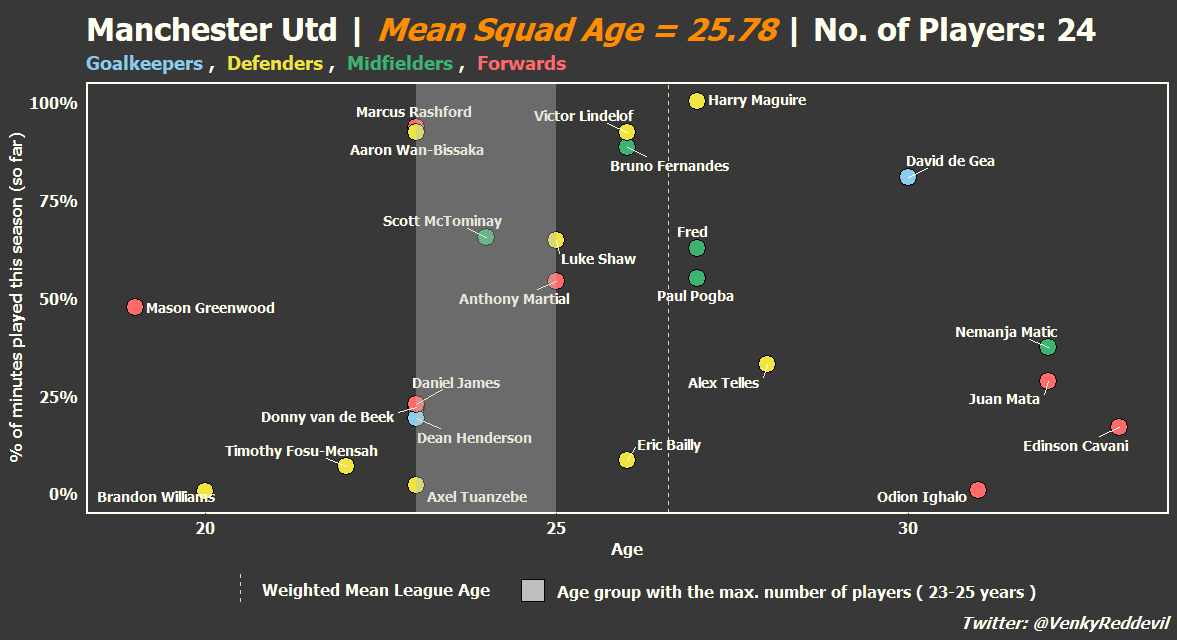 Manchester Utd | Mean Squad Age = 25.78 | No. of Players: 24
Goalkeepers , Defenders , Midfielders , Forwards
% of minutes played this season (so far)
100%
75%
50%
25%
0%
Harry Maguire
Marcus Rashford
Victor Lindelof
Aaron Wan-Bissaka
Bruno Fernandes
David de Gea
Scott McTominay
Fred
Luke Shaw
Anthony Martial
Paul Pogba
Mason Greenwood
Nemanja Matic
Daniel James
Alex Telles
Juan Mata
Donny van de Beek
Dean Henderson
Eric Bailly
Edinson Cavani
Timothy Fosu-Mensah
Brandon Williams
Axel Tuanzebe
Odion Ighalo
20
25
30
Age
Weighted Mean League Age
Age group with the max. number of players ( 23-25 years )
Twitter: @VenkyReddevil